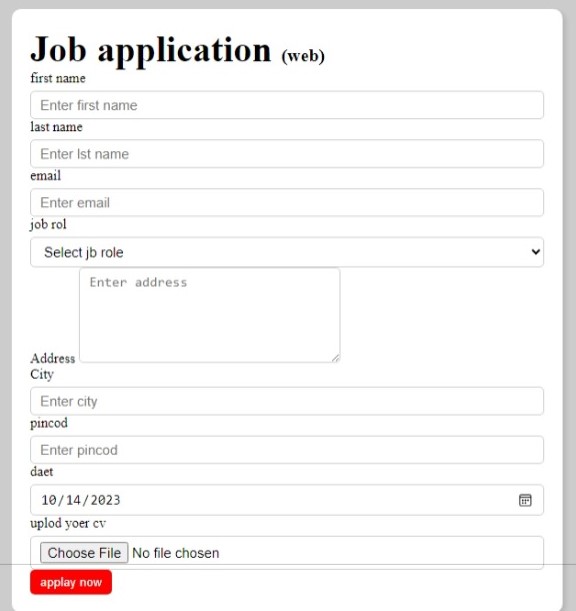 Job application (web)
first name
Enter first name
last name
Enter lst name
email
Enter email
job rol
Select jb role
Enter address
Address
City
Enter city
pincod
Enter pincod
daet
10/14/2023
uplod yoer cv
Choose File No file chosen
applay now